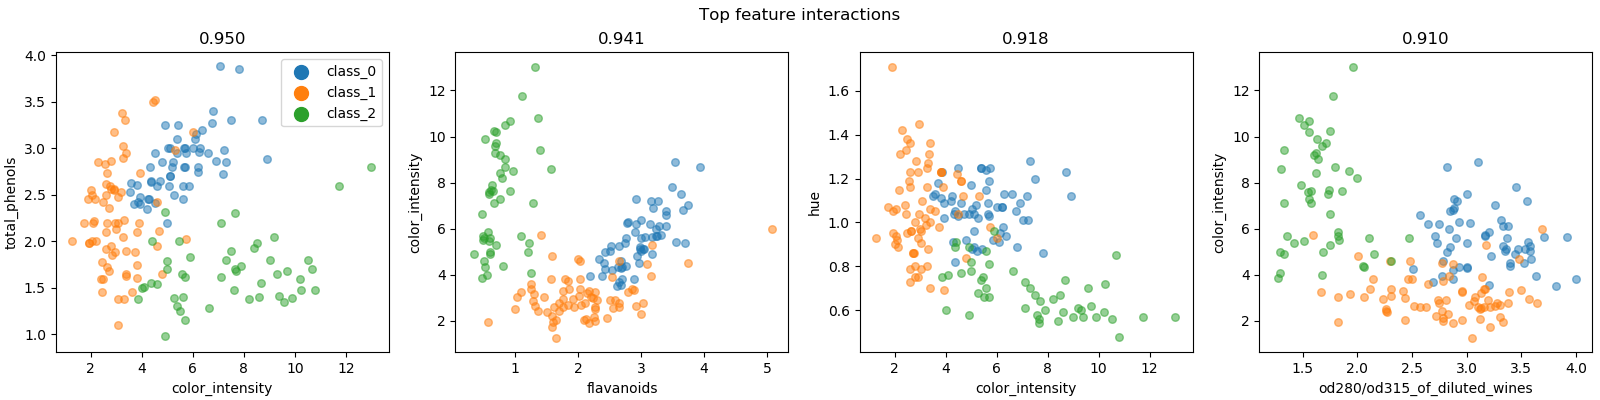 Top feature interactions
0.950
total_phenols
4.0
3.5
3.0
2.5
2.0
1.5
1.0
class_0
class_1
class_2
2 4 6 8 10 12
color_intensity
0.941
color_intensity
12
10
8
6
4
2
1 2 3 4 5
flavanoids
0.918
hue
1.6
1.4
1.2
1.0
0.8
0.6
2 4 6 8 10 12
color_intensity
0.910
color_intensity
12
10
8
6
4
2
1.5 2.0 2.5 3.0 3.5 4.0
od280/od315_of_diluted_wines